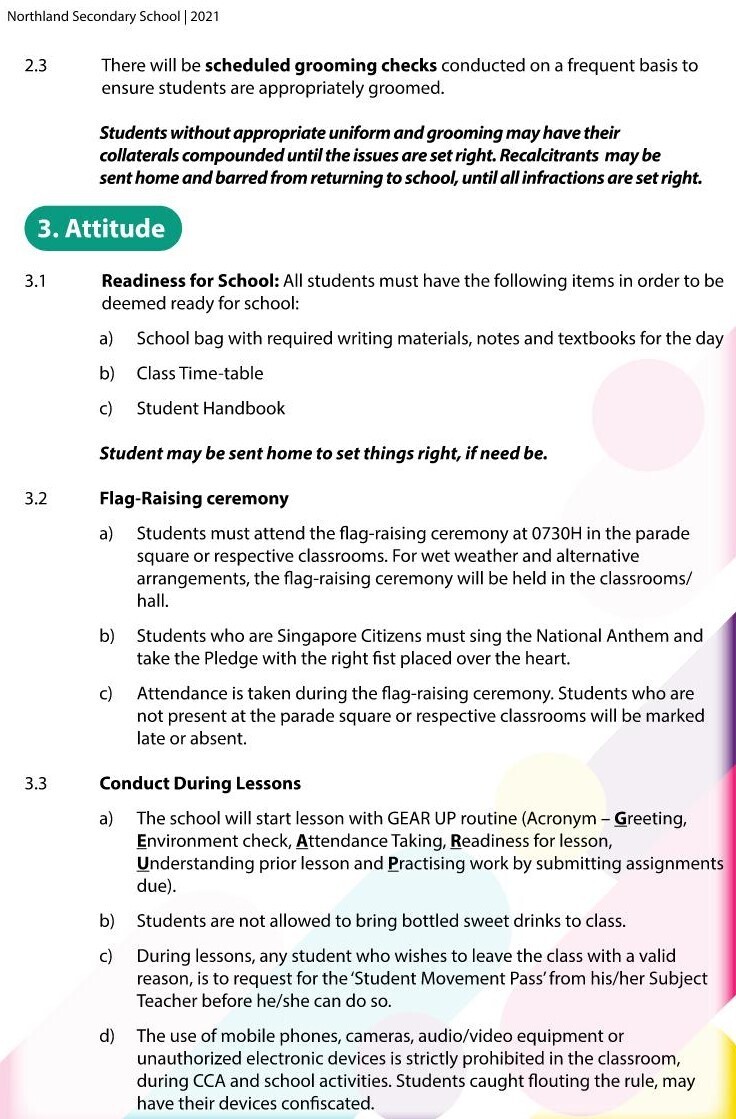 Northland Secondary School | 2021
2.3 There will be scheduled grooming checks conducted on a frequent basis to
ensure students are appropriately groomed.
Students without appropriate uniform and grooming may have their
collaterals compounded until the issues are set right. Recalcitrants may be
sent home and barred from returning to school, until all infractions are set right.
3. Attitude
3.1 Readiness for School: All students must have the following items in order to be
deemed ready for school:
a) School bag with required writing materials, notes and textbooks for the day
b) Class Time-table
c) Student Handbook
Student may be sent home to set things right, if need be.
3.2 Flag-Raising ceremony
a) Students must attend the flag-raising ceremony at 0730H in the parade
square or respective classrooms. For wet weather and alternative
arrangements, the flag-raising ceremony will be held in the classrooms/
hall.
b) Students who are Singapore Citizens must sing the National Anthem and
take the Pledge with the right fist placed over the heart.
c) Attendance is taken during the flag-raising ceremony. Students who are
not present at the parade square or respective classrooms will be marked
late or absent.
3.3 Conduct During Lessons
a) The school will start lesson with GEAR UP routine (Acronym – Greeting,
Environment check, Attendance Taking, Readiness for lesson,
Understanding prior lesson and Practising work by submitting assignments
due).
b) Students are not allowed to bring bottled sweet drinks to class.
c) During lessons, any student who wishes to leave the class with a valid
reason, is to request for the 'Student Movement Pass' from his/her Subject
Teacher before he/she can do so.
d) The use of mobile phones, cameras, audio/video equipment or
unauthorized electronic devices is strictly prohibited in the classroom,
during CCA and school activities. Students caught flouting the rule, may
have their devices confiscated.